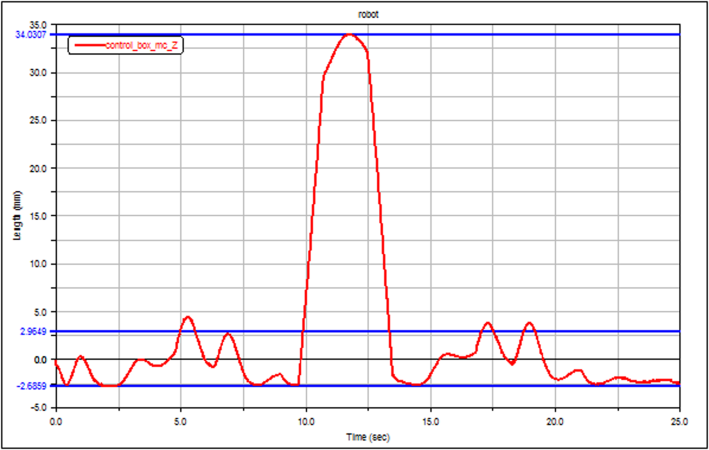 robot
35.0
34.0307
control_box_mc_Z
30.0
25.0
20.0
15.0
10.0
5.0
2.9649
0.0
-2.6859
-5.0
Length (mm)
0.0 5.0 10.0 15.0 20.0 25.0
Time (sec)